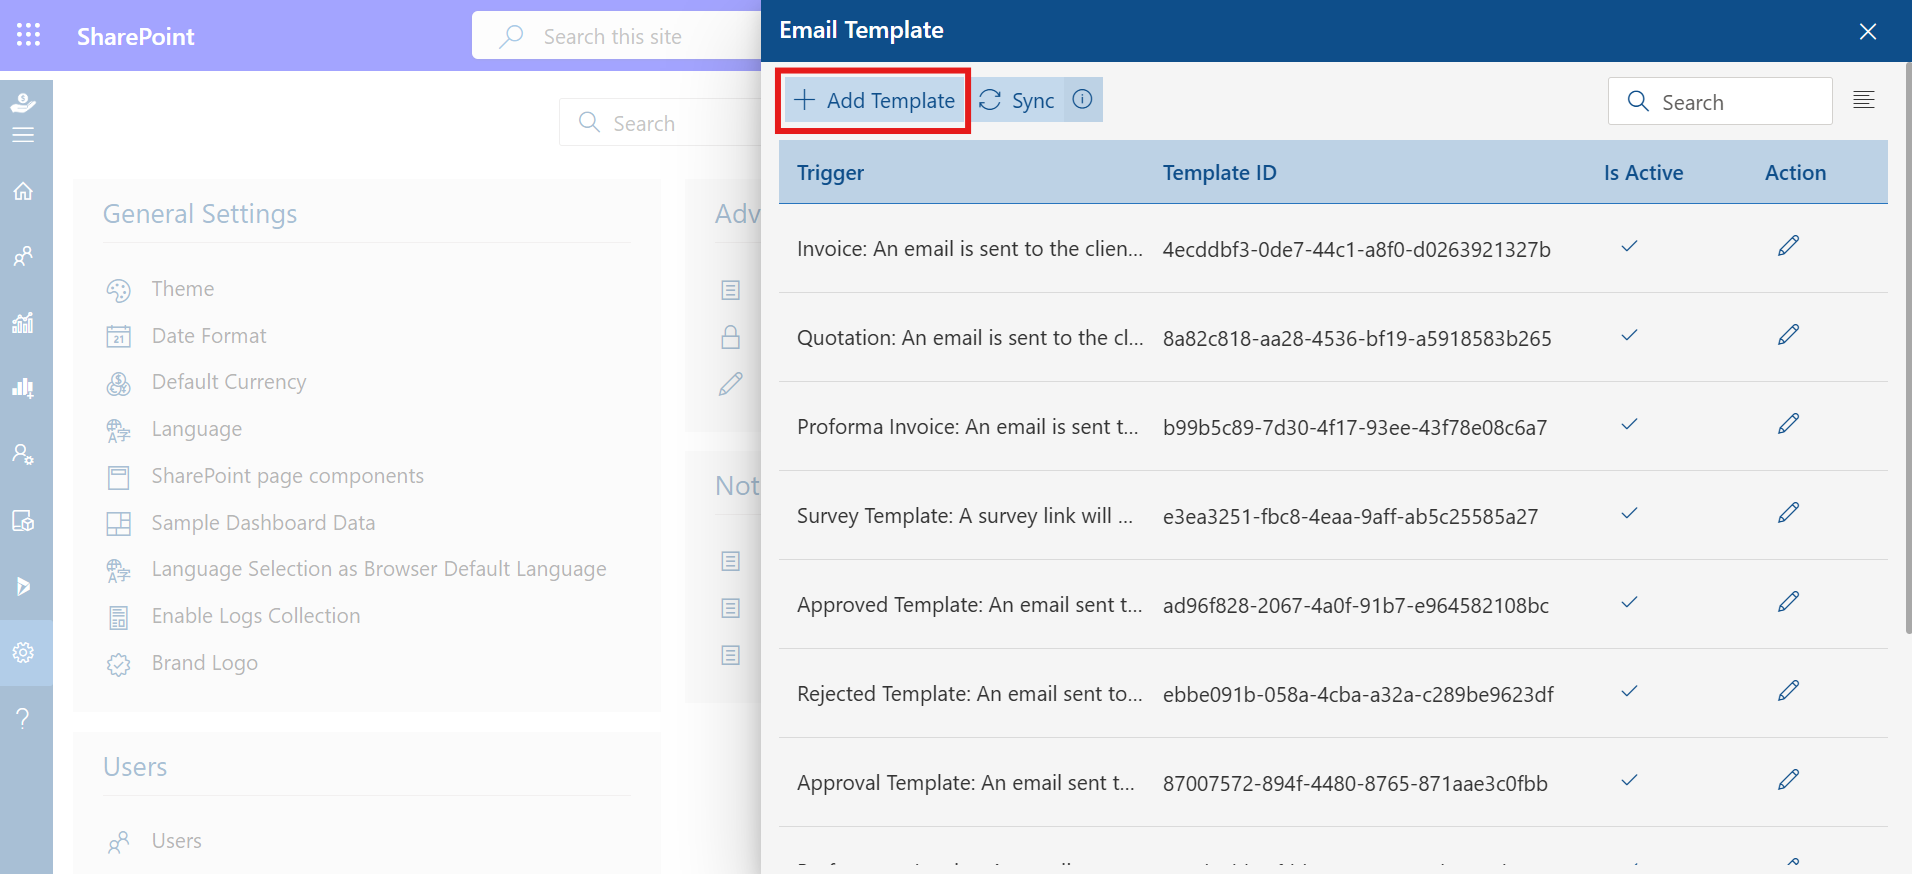 SharePoint
Search this site
Search
General Settings
Theme
21
Date Format
Default Currency
Language
SharePoint page components
Sample Dashboard Data
Language Selection as Browser Default Language
Enable Logs Collection
Brand Logo
Users
Users
Adv
Not
Email Template
Add Template Sync
Search
Trigger Template ID Is Active Action
Invoice: An email is sent to the clien... 4ecddbf3-0de7-44c1-a8f0-d0263921327b
Quotation: An email is sent to the cl... 8a82c818-aa28-4536-bf19-a5918583b265
Proforma Invoice: An email is sent t... b99b5c89-7d30-4f17-93ee-43f78e08c6a7
Survey Template: A survey link will ... e3ea3251-fbc8-4eaa-9aff-ab5c25585a27
Approved Template: An email sent t... ad96f828-2067-4a0f-91b7-e964582108bc
Rejected Template: An email sent to... ebbe091b-058a-4cba-a32a-c289be9623df
Approval Template: An email sent t... 87007572-894f-4480-8765-871aae3c0fbb